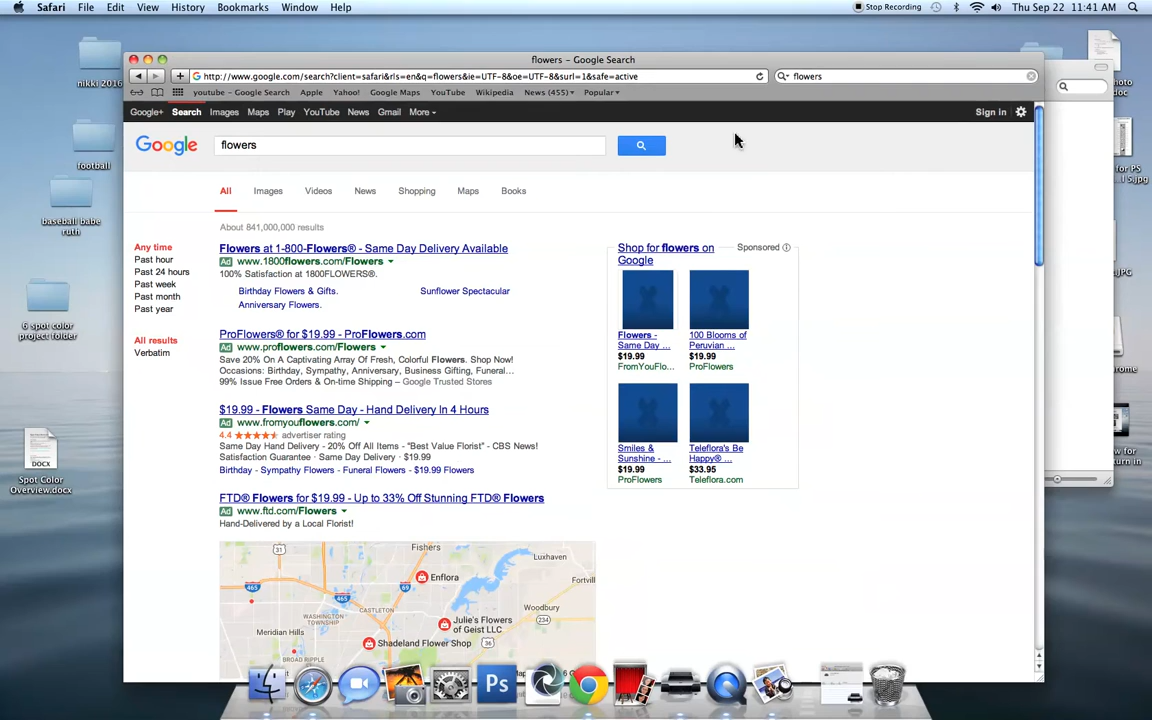 Safari File Edit View History Bookmarks Window Help
Stop Recording Thu Sep 22 11:41 AM
flowers - Google Search
http://www.google.com/search?client=safari&rls=en&q=flowers&ie=UTF-8&oe=UTF-8&surl=1&safe=active
flowers
youtube - Google Search Apple Yahoo! Google Maps YouTube Wikipedia News (455) Popular
Google+ Search Images Maps Play YouTube News Gmail More
Sign in
Google
flowers
All Images Videos News Shopping Maps Books
About 841,000,000 results
Any time
Past hour
Past 24 hours
Past week
Past month
Past year
All results
Verbatim
Flowers at 1-800-Flowers® - Same Day Delivery Available
Ad www.1800flowers.com/Flowers
100% Satisfaction at 1800FLOWERS®.
Birthday Flowers & Gifts. Sunflower Spectacular
Anniversary Flowers.
ProFlowers® for $19.99 - ProFlowers.com
Ad www.proflowers.com/Flowers
Save 20% On A Captivating Array Of Fresh, Colorful Flowers. Shop Now!
Occasions: Birthday, Sympathy, Anniversary, Business Gifting, Funeral...
99% Issue Free Orders & On-time Shipping – Google Trusted Stores
$19.99 - Flowers Same Day - Hand Delivery In 4 Hours
Ad www.fromyouflowers.com/
4.4 advertiser rating
Same Day Hand Delivery - 20% Off All Items - "Best Value Florist" - CBS News!
Satisfaction Guarantee · Same Day Delivery · $19.99
Birthday - Sympathy Flowers - Funeral Flowers - $19.99 Flowers
FTD® Flowers for $19.99 - Up to 33% Off Stunning FTD® Flowers
Ad www.ftd.com/Flowers
Hand-Delivered by a Local Florist!
Shop for flowers on
Google
Sponsored
Flowers -
Same Day ...
$19.99
FromYouFlo...
100 Blooms of
Peruvian ...
$19.99
ProFlowers
Smiles &
Sunshine - ...
$19.99
ProFlowers
Teleflora's Be
Happy® ...
$33.95
Teleflora.com
31
Fishers
Luxhaven
Enflora
Fortvill
465
465
69
CASTLETON
Woodbury
234
WASHINGTON
TOWNSHIP
Julie's Flowers
of Geist LLC
Meridian Hills
Shadeland Flower Shop
36
BROAD RIPPLE
nikki 2016
football
baseball babe
ruth
6 spot color
project folder
DOCX
Spot Color
Overview.docx
Ps